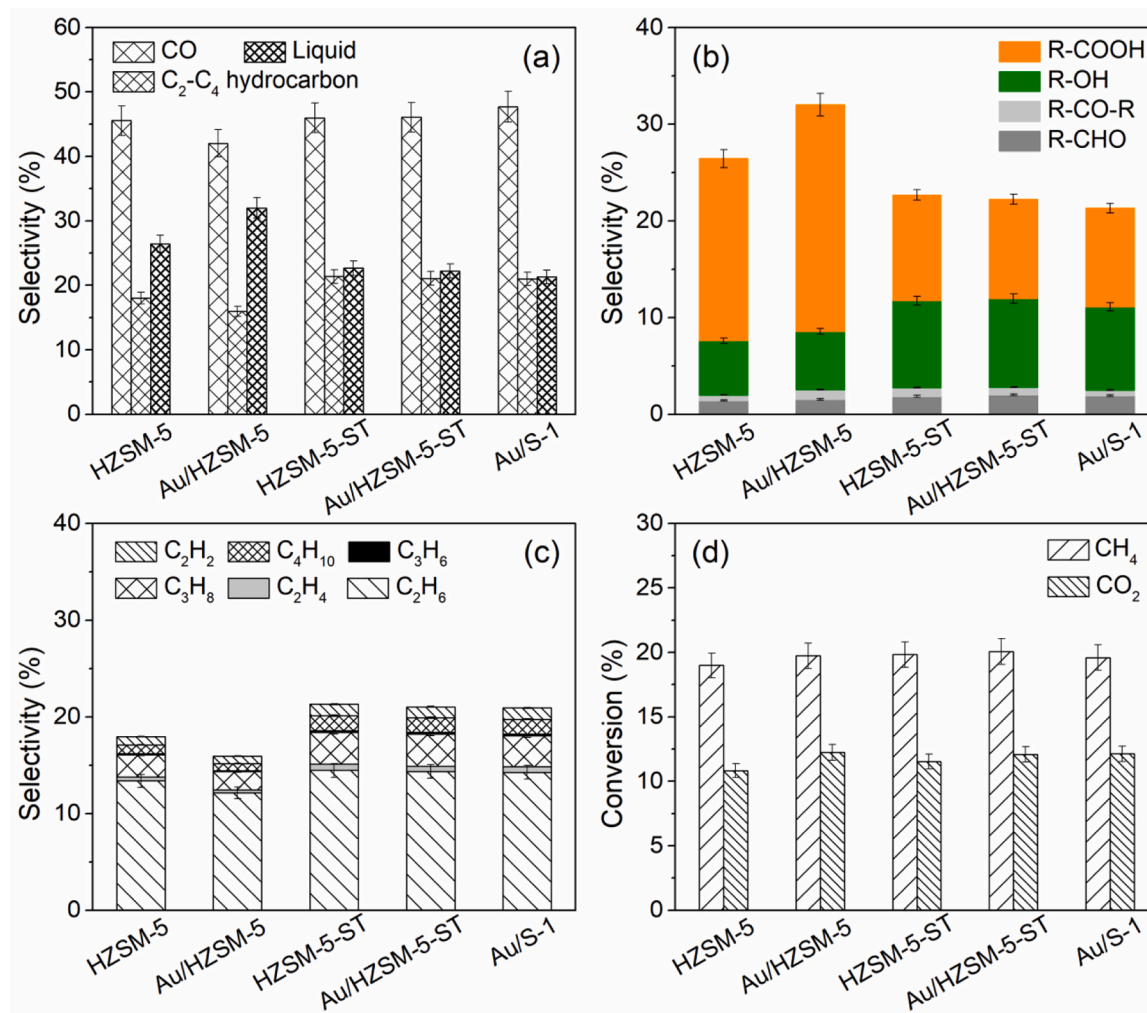 (a)
CO
Liquid
C₂-C₄ hydrocarbon
Selectivity (%)
60
50
40
30
20
10
0
HZSM-5
Au/HZSM-5
HZSM-5-ST
Au/HZSM-5-ST
Au/S-1
(b)
R-COOH
R-OH
R-CO-R
R-CHO
Selectivity (%)
40
30
20
10
0
HZSM-5
Au/HZSM-5
HZSM-5-ST
Au/HZSM-5-ST
Au/S-1
(c)
C₂H₂ C₄H₁₀ C₃H₆
C₃H₈ C₂H₄ C₂H₆
Selectivity (%)
40
30
20
10
0
HZSM-5
Au/HZSM-5
HZSM-5-ST
Au/HZSM-5-ST
Au/S-1
(d)
CH₄
CO₂
Conversion (%)
30
25
20
15
10
5
0
HZSM-5
Au/HZSM-5
HZSM-5-ST
Au/HZSM-5-ST
Au/S-1